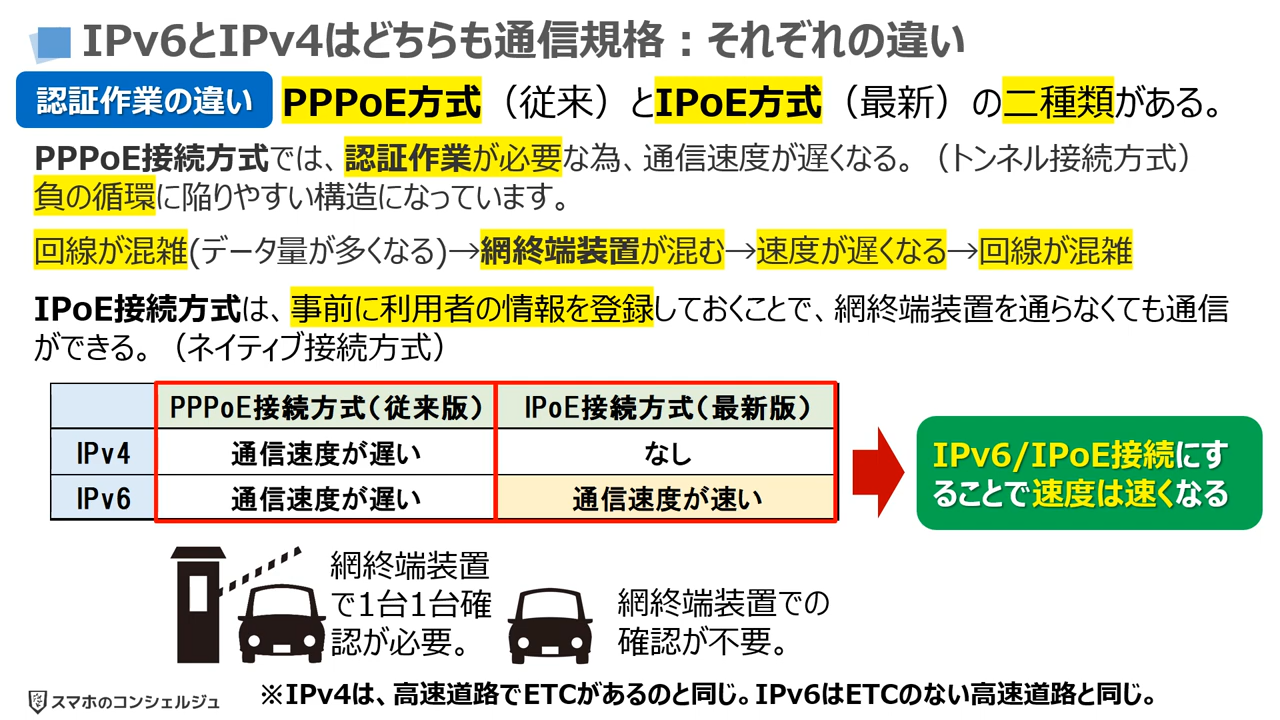 IPv6とIPv4はどちらも通信規格：それぞれの違い
認証作業の違い
PPPoE方式（従来）とIPoE方式（最新）の二種類がある。
PPPoE接続方式では、認証作業が必要な為、通信速度が遅くなる。（トンネル接続方式）
負の循環に陥りやすい構造になっています。
回線が混雑(データ量が多くなる)→網終端装置が混む→速度が遅くなる→回線が混雑
IPoE接続方式は、事前に利用者の情報を登録しておくことで、網終端装置を通らなくても通信
ができる。（ネイティブ接続方式）
PPPoE接続方式（従来版） IPoE接続方式（最新版）
IPv4 通信速度が遅い なし
IPv6 通信速度が遅い 通信速度が速い
IPv6/IPoE接続にす
ることで速度は速くなる
網終端装置
で1台1台確
認が必要。
網終端装置での
確認が不要。
スマホのコンシェルジュ
※IPv4は、高速道路でETCがあるのと同じ。IPv6はETCのない高速道路と同じ。